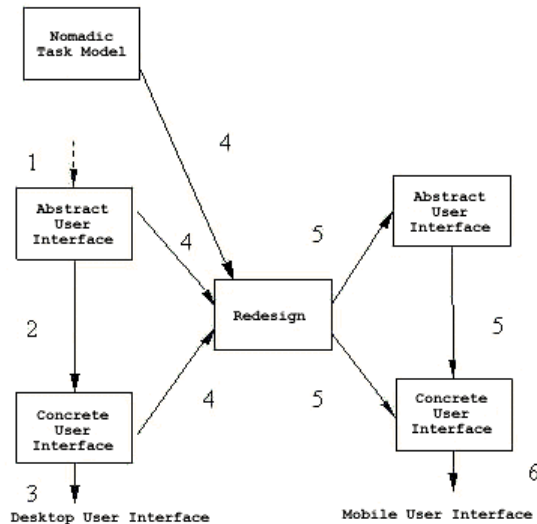 Nomadic
Task Model
4
1
Abstract
User
Interface
4
5
Abstract
User
Interface
Redesign
2
5
4
5
Concrete
User
Interface
Concrete
User
Interface
3
6
Desktop User Interface
Mobile User Interface